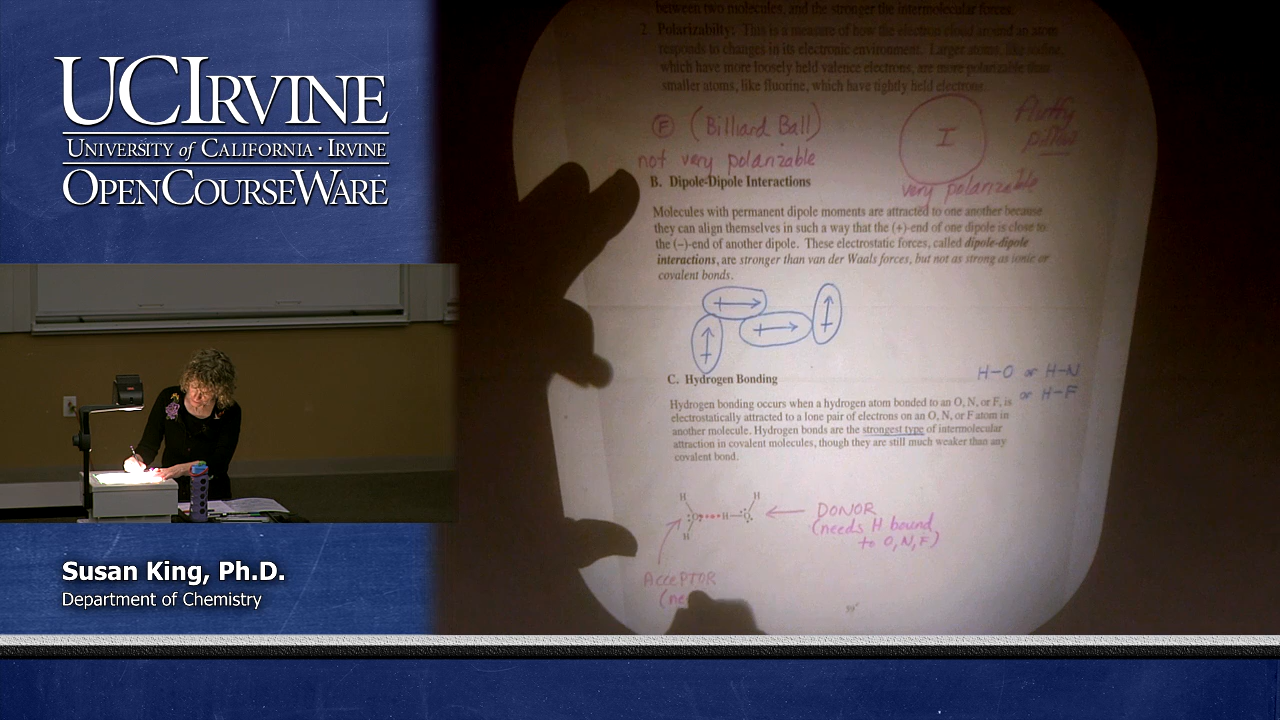 UCIRVINE
UNIVERSITY of CALIFORNIA · IRVINE
OPENCOURSEWARE
Susan King, Ph.D.
Department of Chemistry
between two molecules, and the stronger the intermolecular forces.
2. Polarizabilty: This is a measure of how the electron cloud around an atom
responds to changes in its electronic environment. Larger atoms, like iodine,
which have more loosely held valence electrons, are more polarizable than
smaller atoms, like fluorine, which have tightly held electrons.
F (Billiard Ball)
not very polarizable
I
fluffy
pillow
very polarizable
B. Dipole-Dipole Interactions
Molecules with permanent dipole moments are attracted to one another because
they can align themselves in such a way that the (+)-end of one dipole is close to
the (–)-end of another dipole. These electrostatic forces, called dipole-dipole
interactions, are stronger than van der Waals forces, but not as strong as ionic or
covalent bonds.
C. Hydrogen Bonding
H-O or H-N
or H-F
Hydrogen bonding occurs when a hydrogen atom bonded to an O, N, or F, is
electrostatically attracted to a lone pair of electrons on an O, N, or F atom in
another molecule. Hydrogen bonds are the strongest type of intermolecular
attraction in covalent molecules, though they are still much weaker than any
covalent bond.
H H
:O H—O:
H
DONOR
(needs H bound
to O, N, F)
ACCEPTOR
(ne